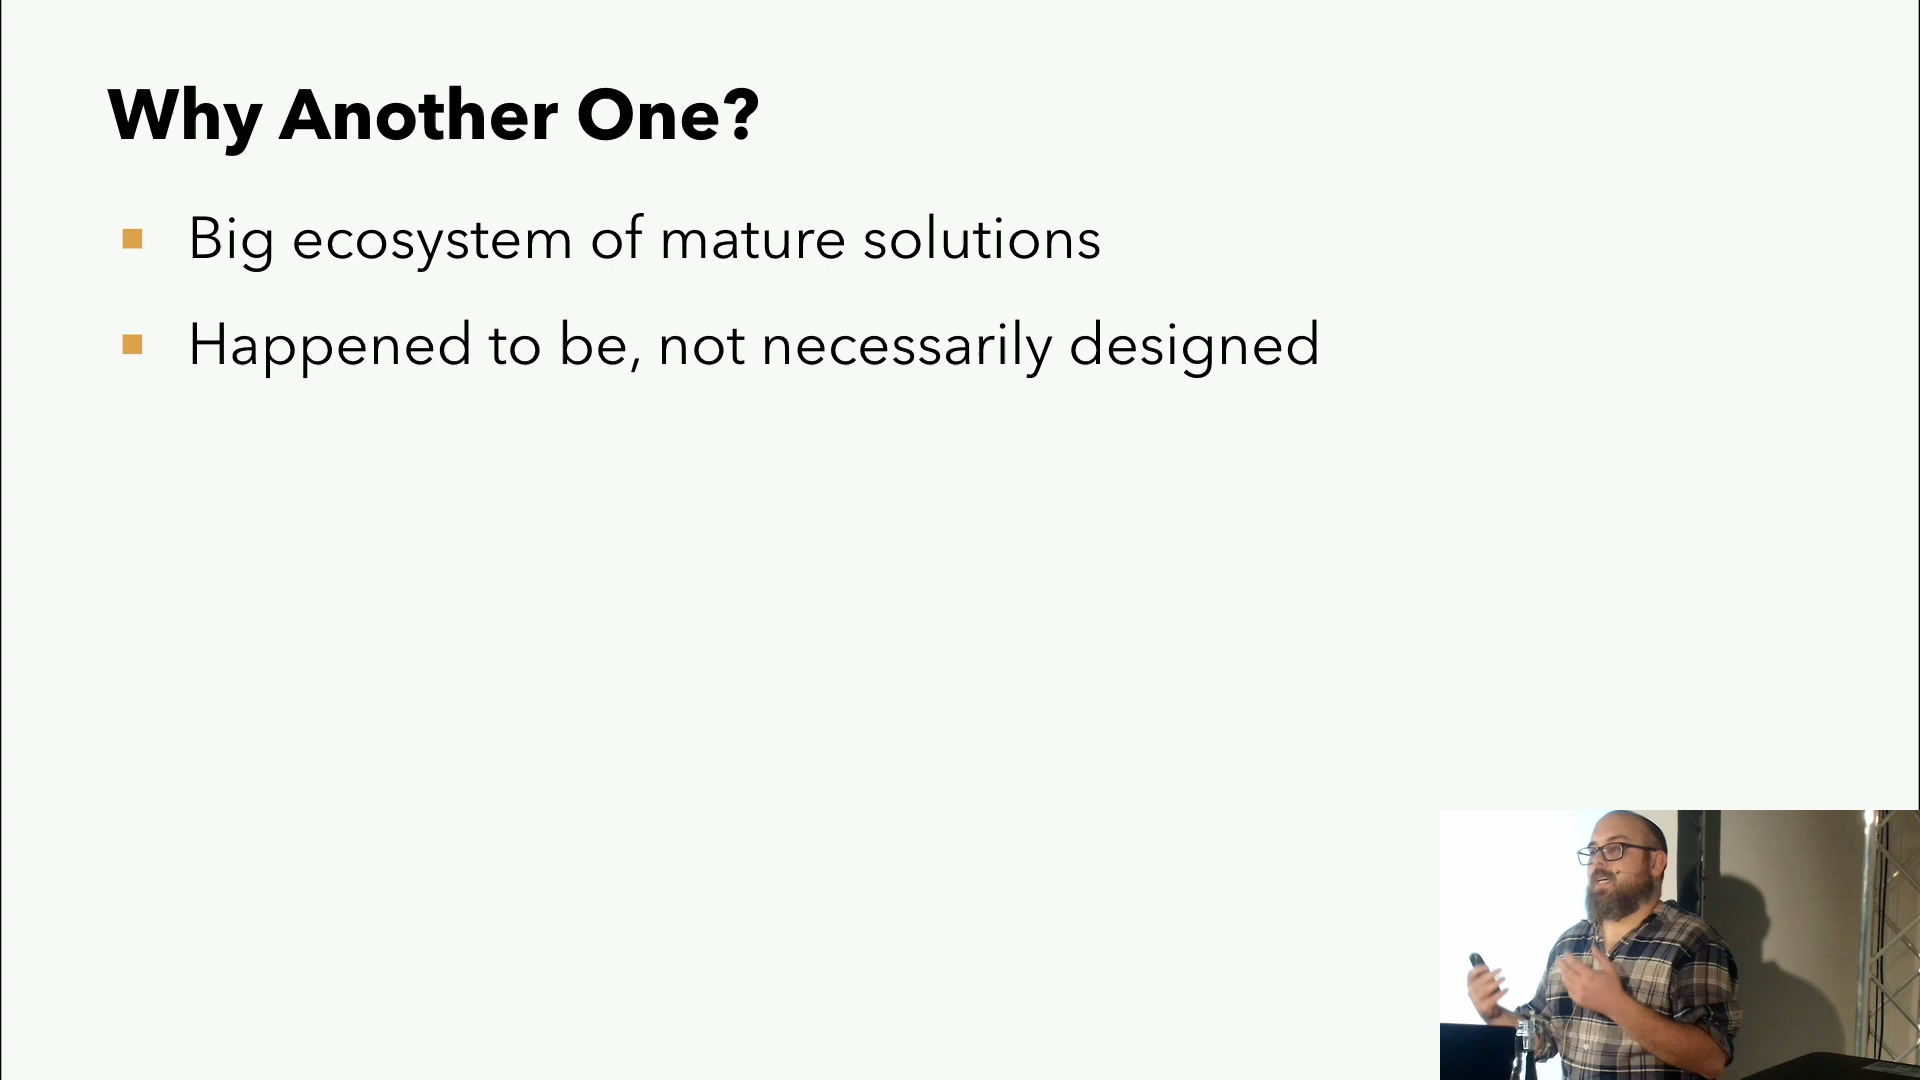 Why Another One?
Big ecosystem of mature solutions
Happened to be, not necessarily designed